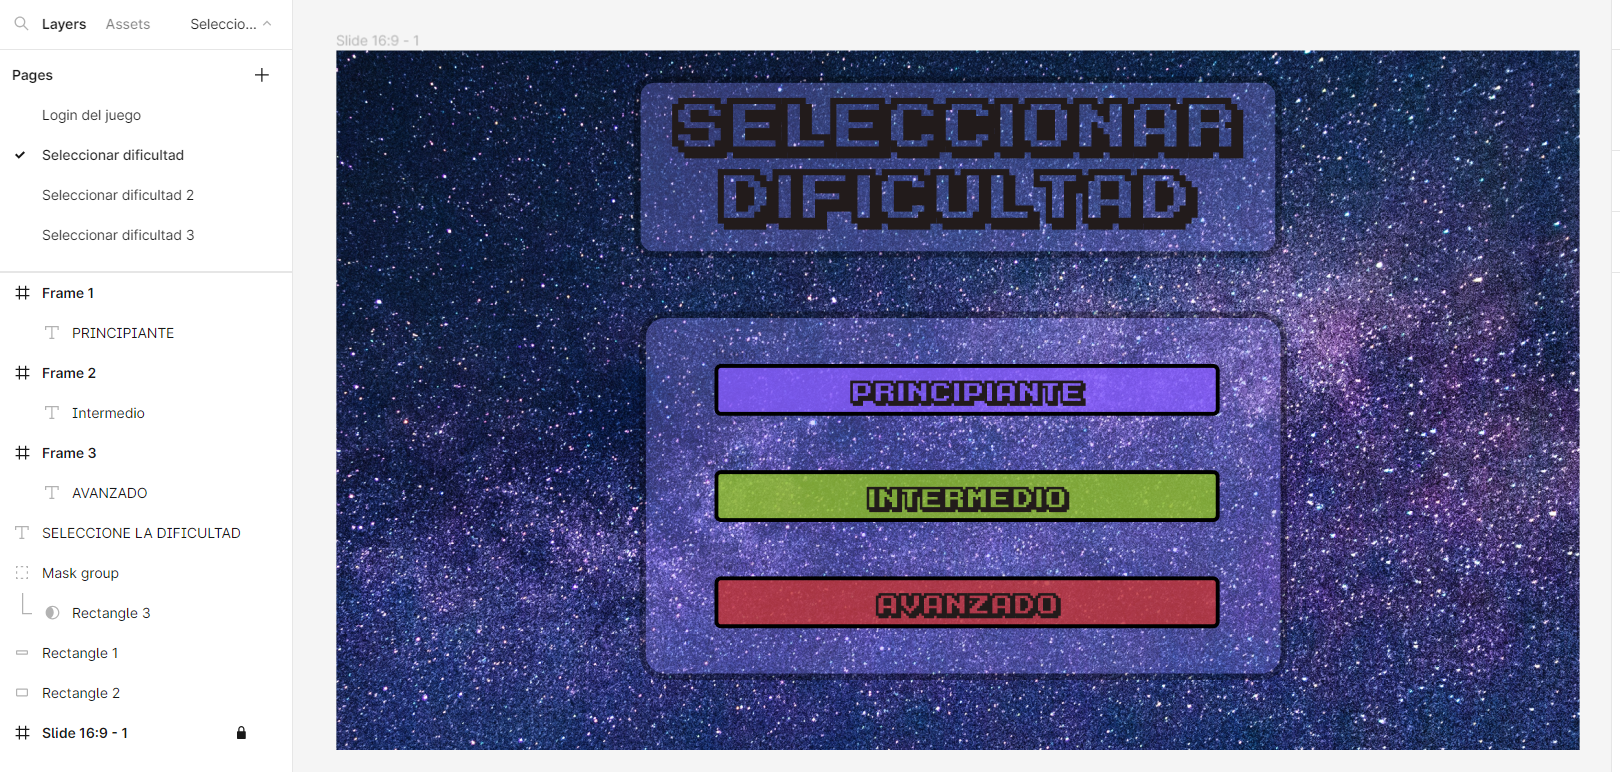 Layers Assets Seleccio...
Pages
Login del juego
Seleccionar dificultad
Seleccionar dificultad 2
Seleccionar dificultad 3
Frame 1
PRINCIPIANTE
Frame 2
Intermedio
Frame 3
AVANZADO
SELECCIONE LA DIFICULTAD
Mask group
Rectangle 3
Rectangle 1
Rectangle 2
Slide 16:9 - 1
Slide 16:9 - 1
SELECCIONAR
DIFICULTAD
PRINCIPIANTE
INTERMEDIO
AVANZADO